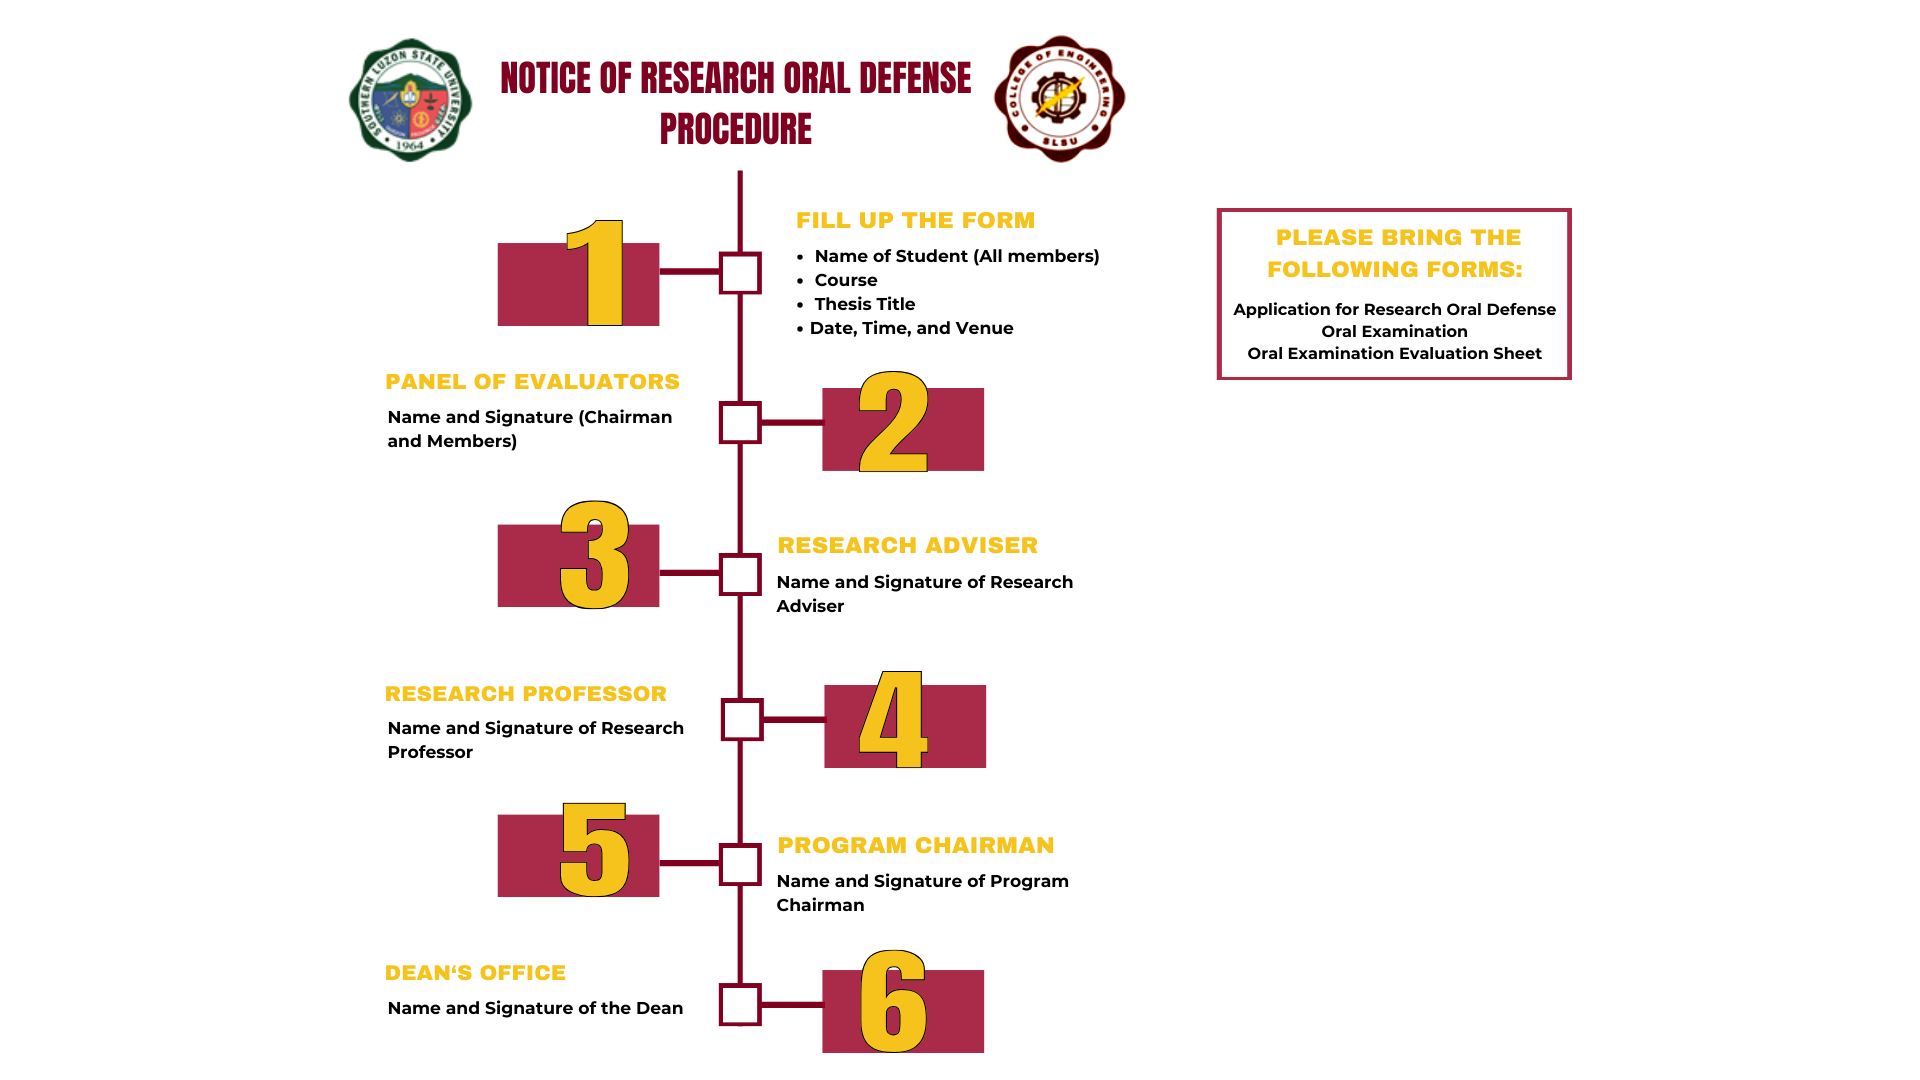 SOUTHERN LUZON STATE UNIVERSITY
1964
NOTICE OF RESEARCH ORAL DEFENSE
PROCEDURE
COLLEGE OF ENGINEERING
SLSU
1
FILL UP THE FORM
• Name of Student (All members)
• Course
• Thesis Title
• Date, Time, and Venue
PLEASE BRING THE
FOLLOWING FORMS:
Application for Research Oral Defense
Oral Examination
Oral Examination Evaluation Sheet
PANEL OF EVALUATORS
Name and Signature (Chairman
and Members)
2
3
RESEARCH ADVISER
Name and Signature of Research
Adviser
RESEARCH PROFESSOR
Name and Signature of Research
Professor
4
5
PROGRAM CHAIRMAN
Name and Signature of Program
Chairman
DEAN‘S OFFICE
Name and Signature of the Dean
6